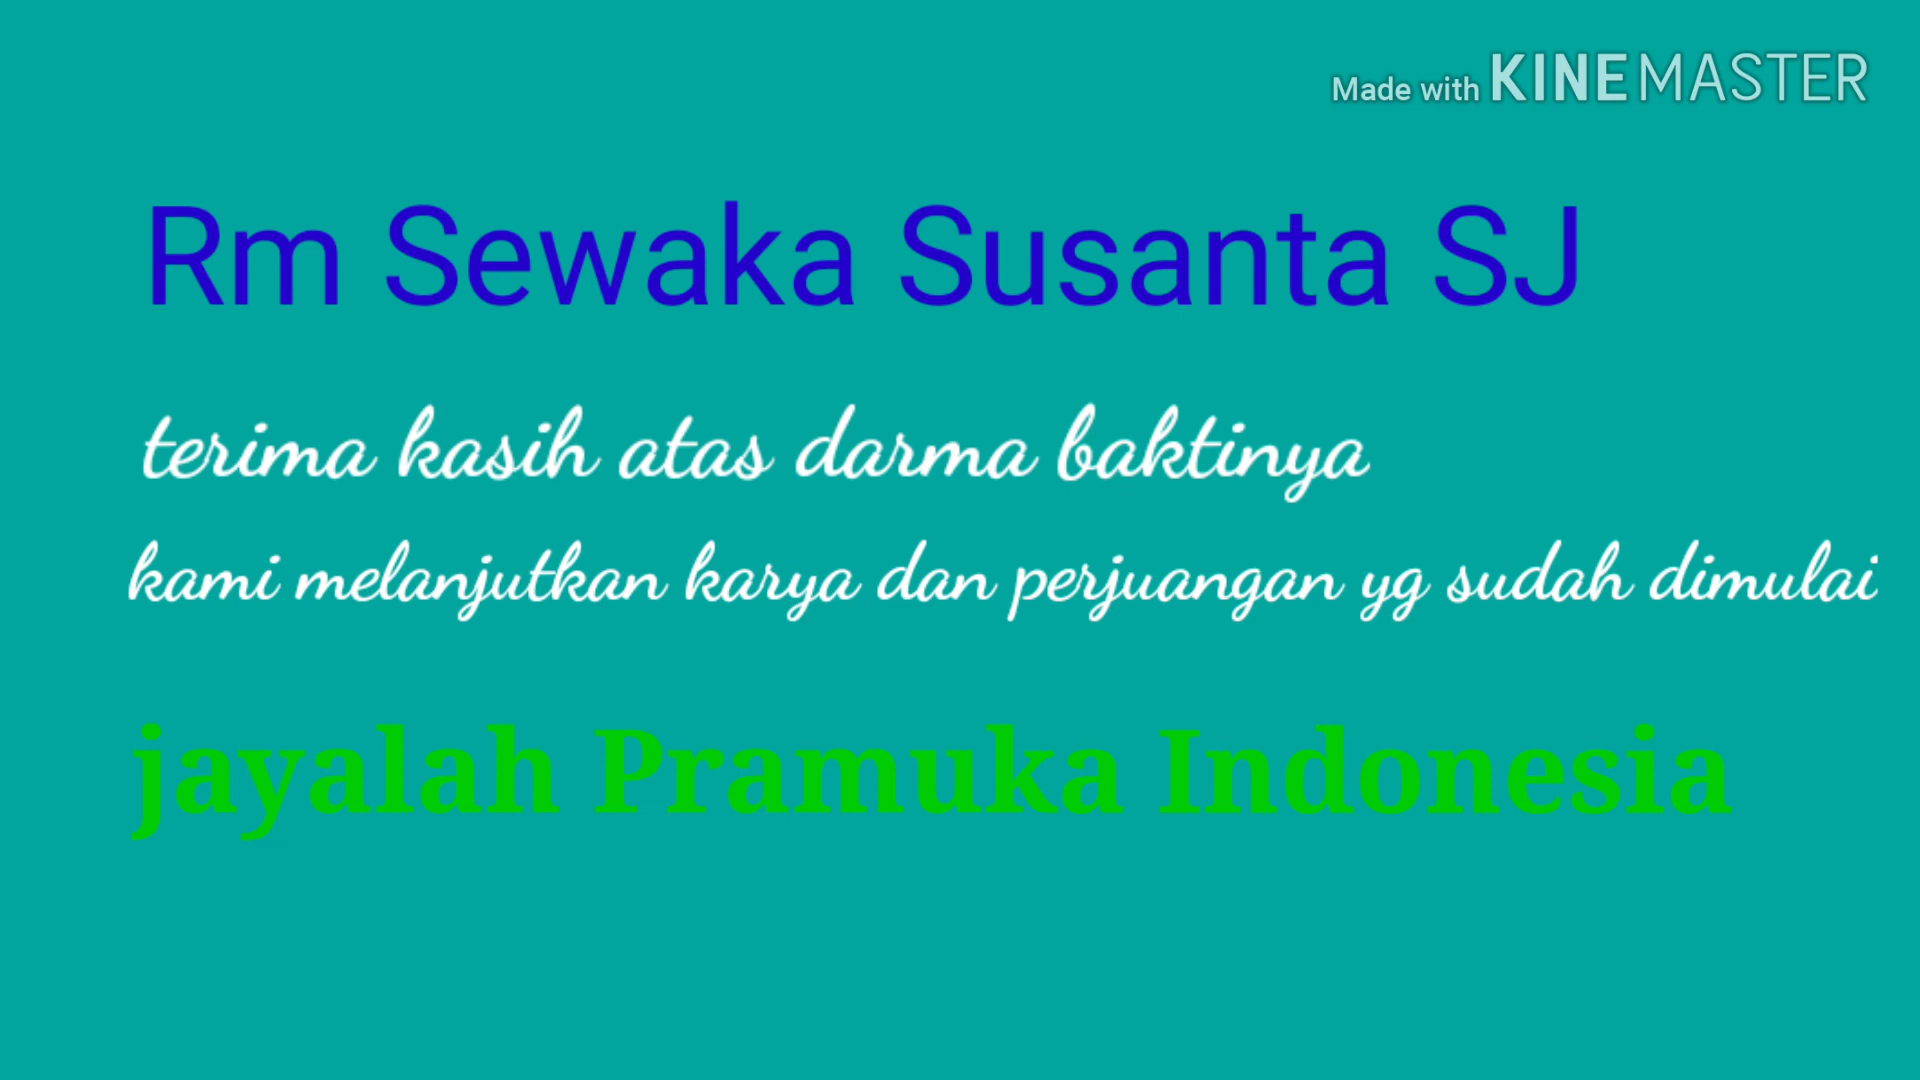 Made with KINEMASTER
Rm Sewaka Susanta SJ
terima kasih atas darma baktinya
kami melanjutkan karya dan perjuangan yg sudah dimulai
jayalah Pramuka Indonesia